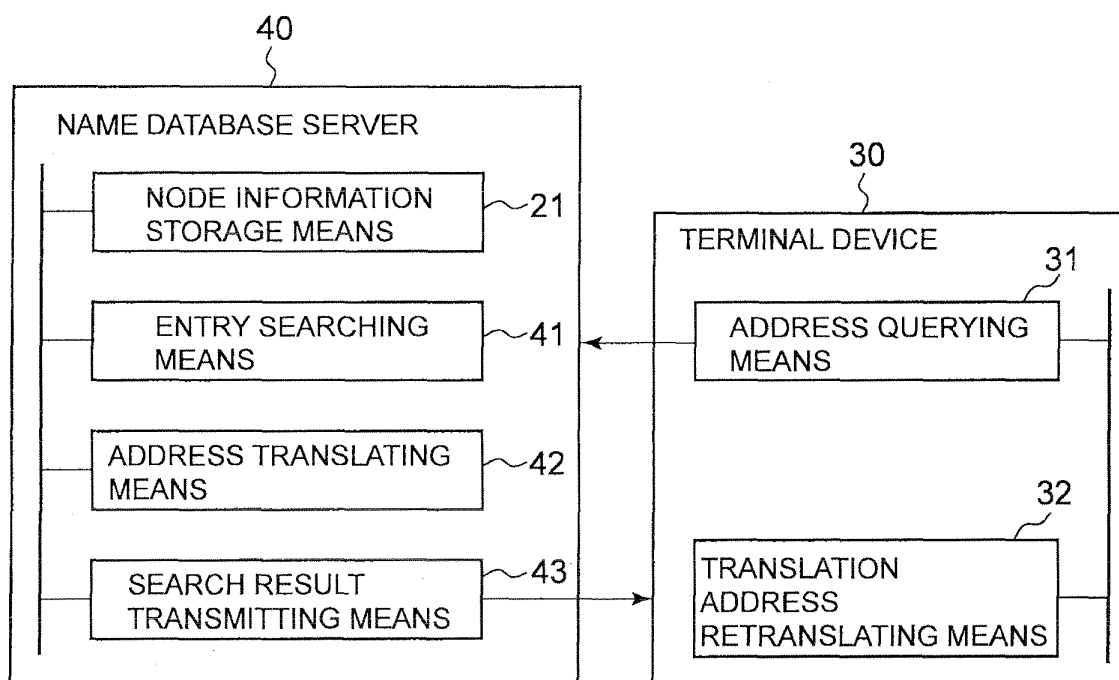 40
NAME DATABASE SERVER
NODE INFORMATION
STORAGE MEANS
21
ENTRY SEARCHING
MEANS
41
ADDRESS TRANSLATING
MEANS
42
SEARCH RESULT
TRANSMITTING MEANS
43
30
TERMINAL DEVICE
31
ADDRESS QUERYING
MEANS
32
TRANSLATION
ADDRESS
RETRANSLATING MEANS